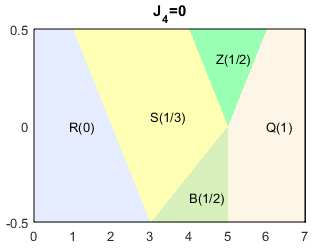 J₄=0
0.5
Z(1/2)
S(1/3)
0 R(0) Q(1)
B(1/2)
-0.5
0 1 2 3 4 5 6 7